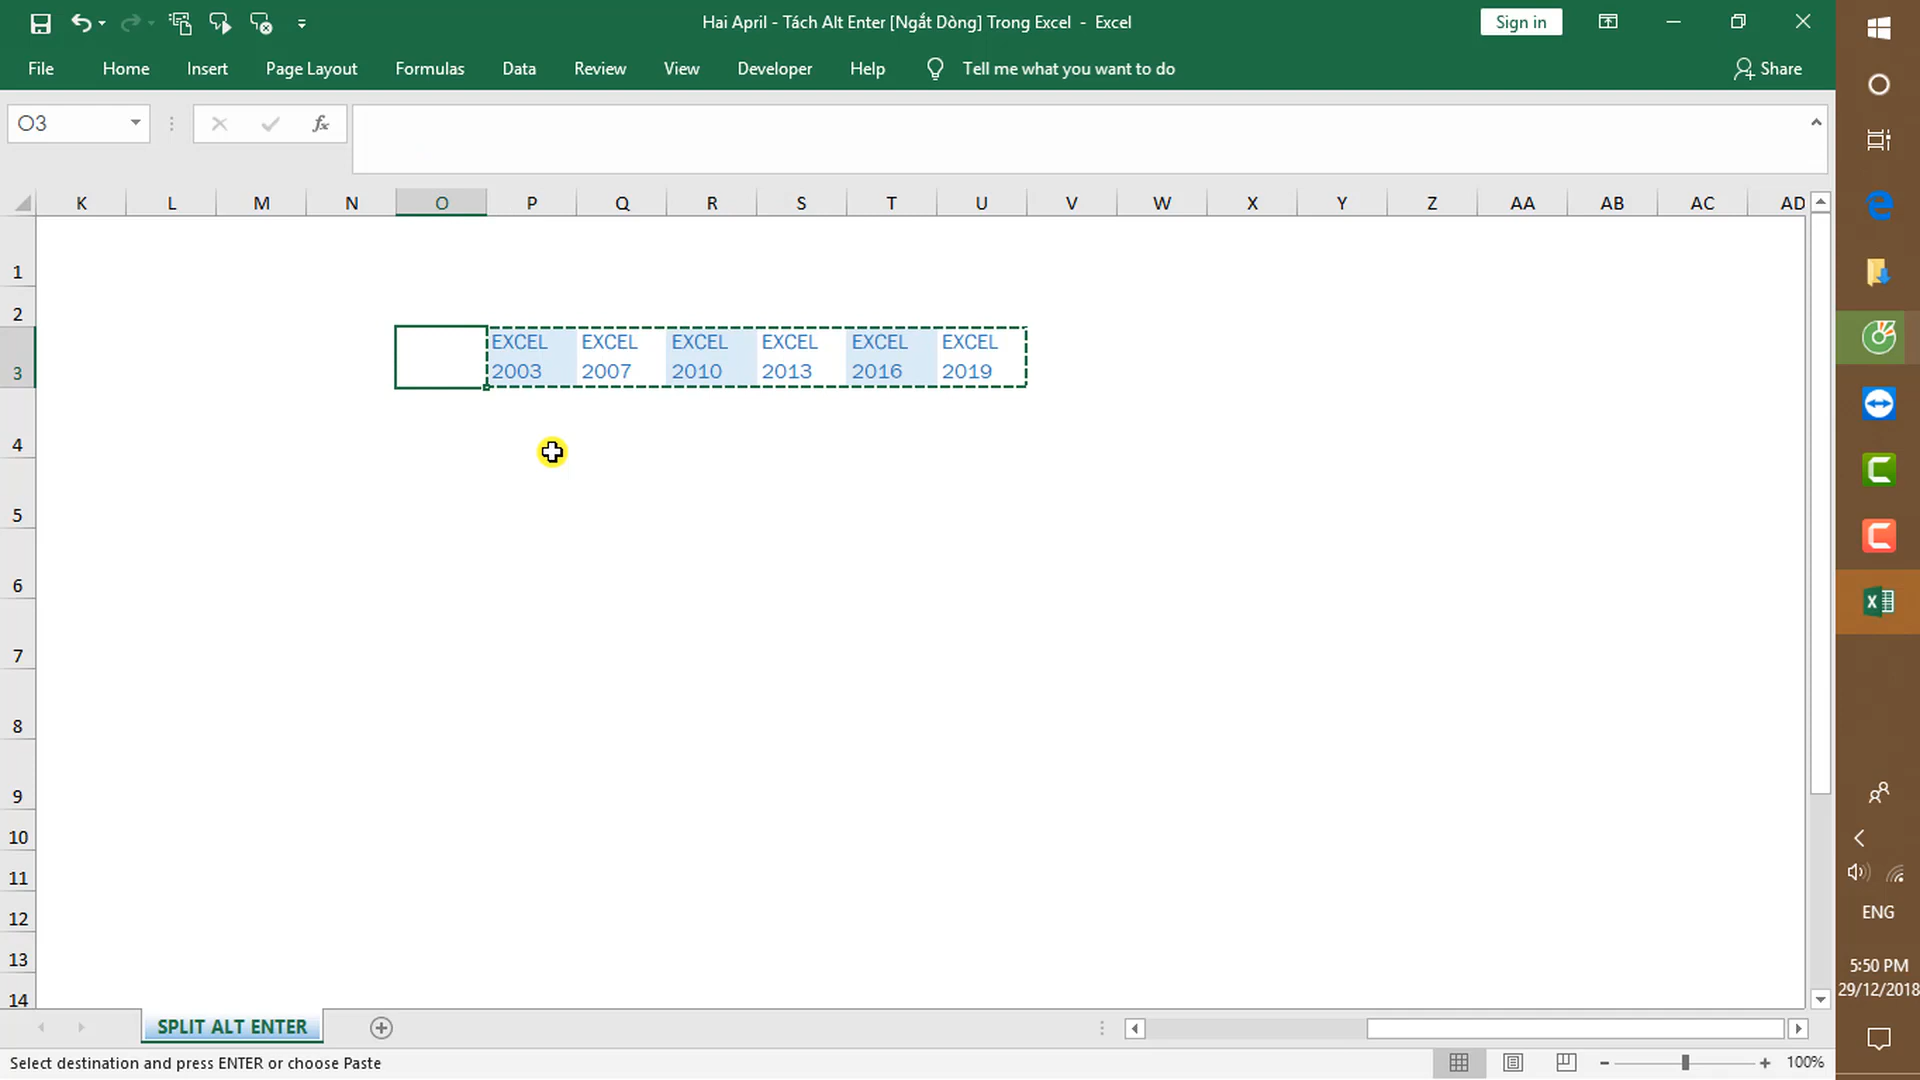 Hai April - Tách Alt Enter [Ngắt Dòng] Trong Excel - Excel
Sign in
File Home Insert Page Layout Formulas Data Review View Developer Help Tell me what you want to do Share
O3
fx
K L M N O P Q R S T U V W X Y Z AA AB AC AD
1
2
3
EXCEL EXCEL EXCEL EXCEL EXCEL EXCEL
2003 2007 2010 2013 2016 2019
4
5
6
7
8
9
10
11
12
13
14
ENG
5:50 PM
29/12/2018
SPLIT ALT ENTER
Select destination and press ENTER or choose Paste
100%